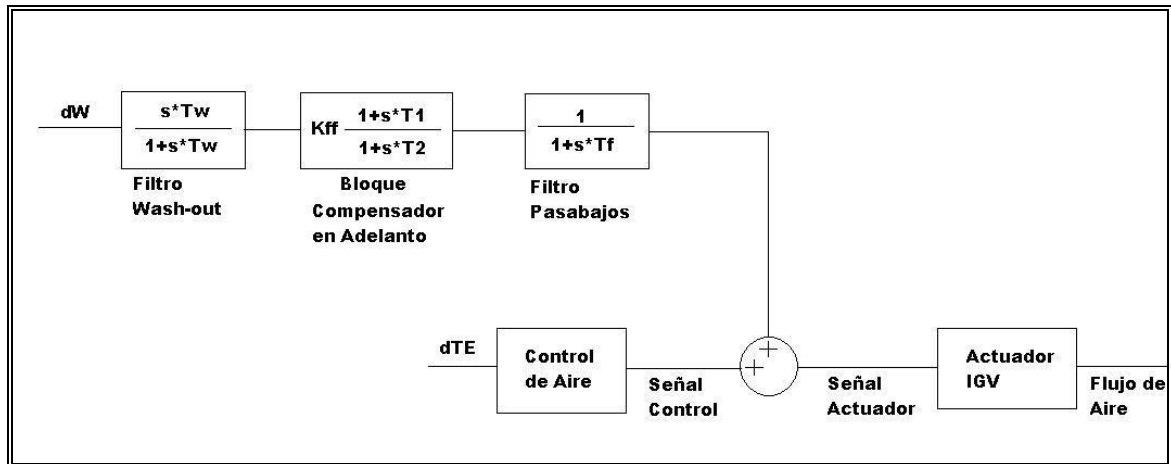 dW
s*Tw
1+s*Tw
Filtro
Wash-out
Kff
1+s*T1
1+s*T2
Bloque
Compensador
en Adelanto
1
1+s*Tf
Filtro
Pasabajos
dTE
Control
de Aire
Señal
Control
+
+
Señal
Actuador
Actuador
IGV
Flujo de
Aire